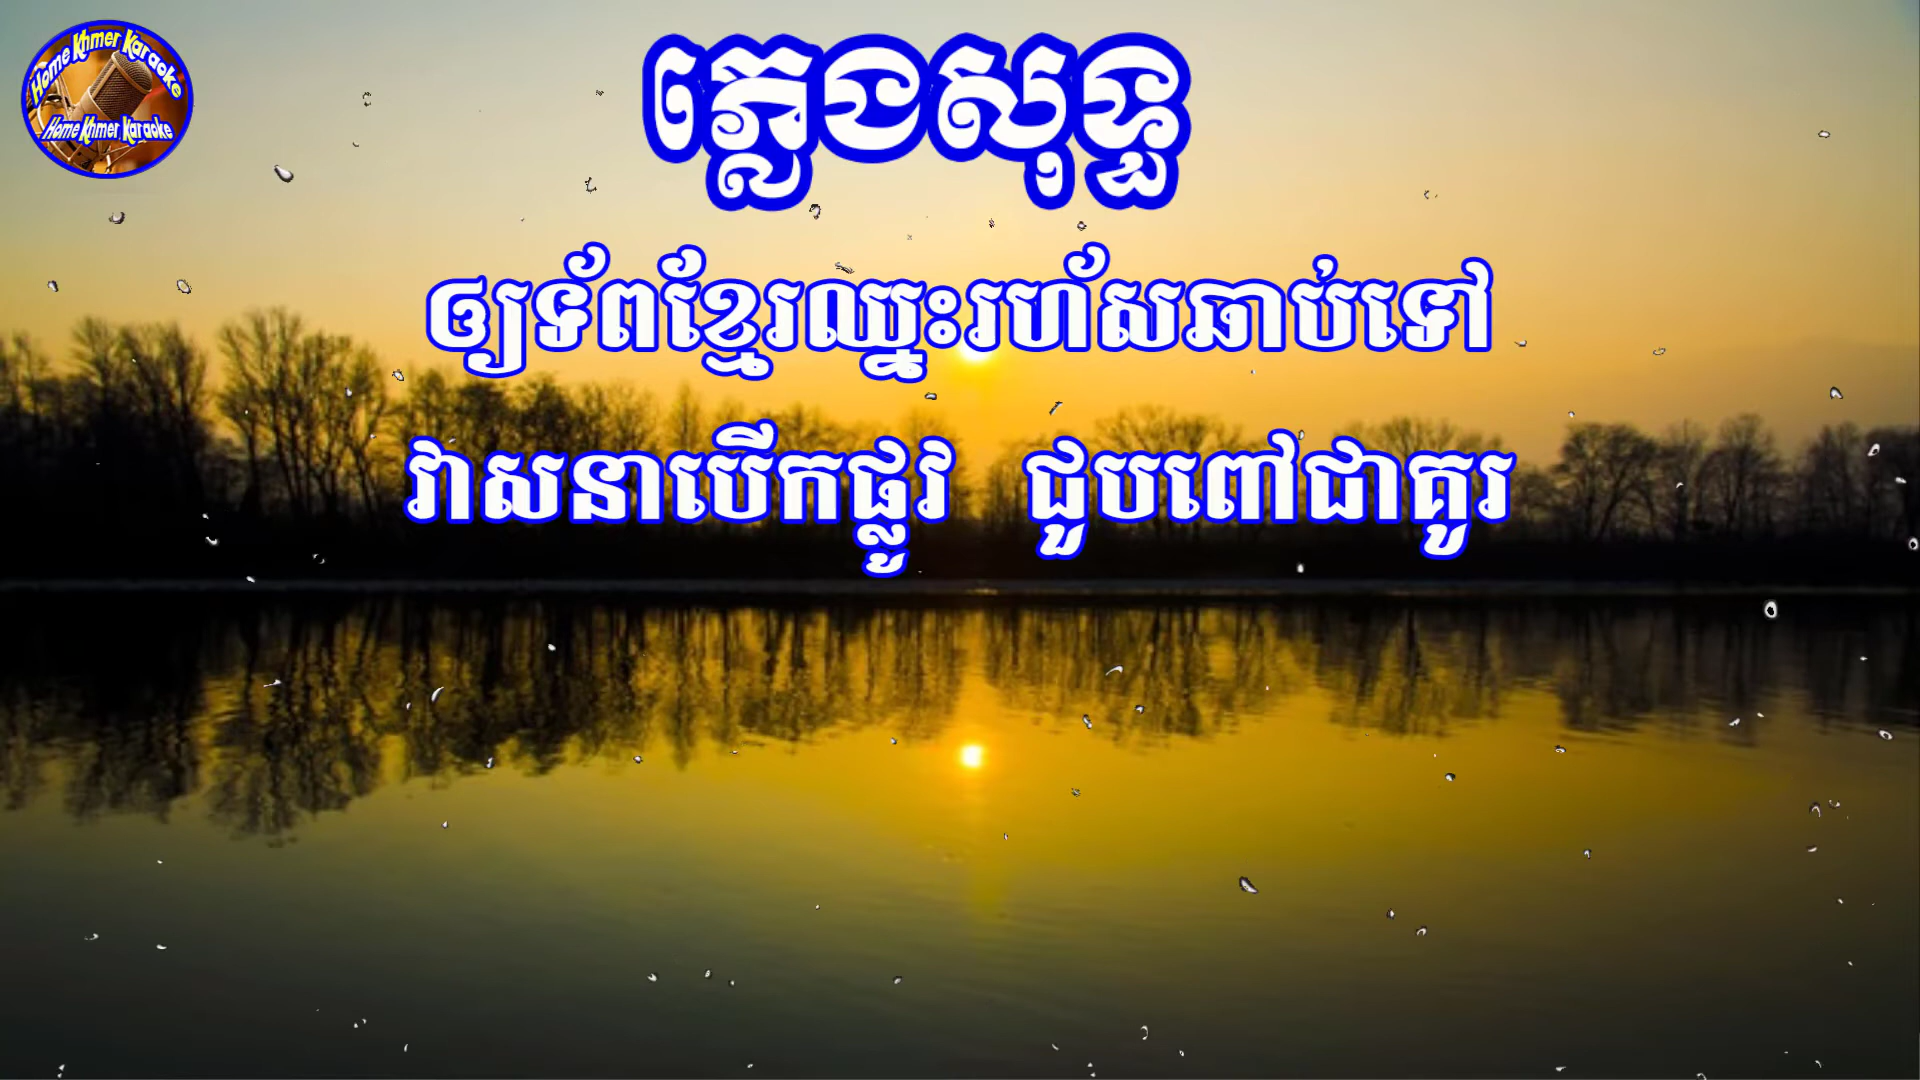 Home Khmer Karaoke
Home Khmer Karaoke
ភ្លេងសុទ្ធ
ឲ្យទ័ពខ្មែរឈ្នះរហ័សឆាប់ទៅ
វាសនាបើកផ្លូវ ជួបពៅជាគូរ